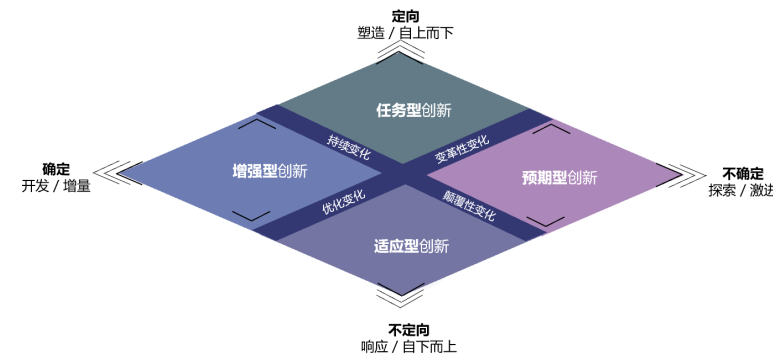 定向
塑造 / 自上而下
任务型创新
持续变化
变革性变化
确定
开发 / 增量
增强型创新
预期型创新
不确定
探索 / 激进
优化变化
颠覆性变化
适应型创新
不定向
响应 / 自下而上